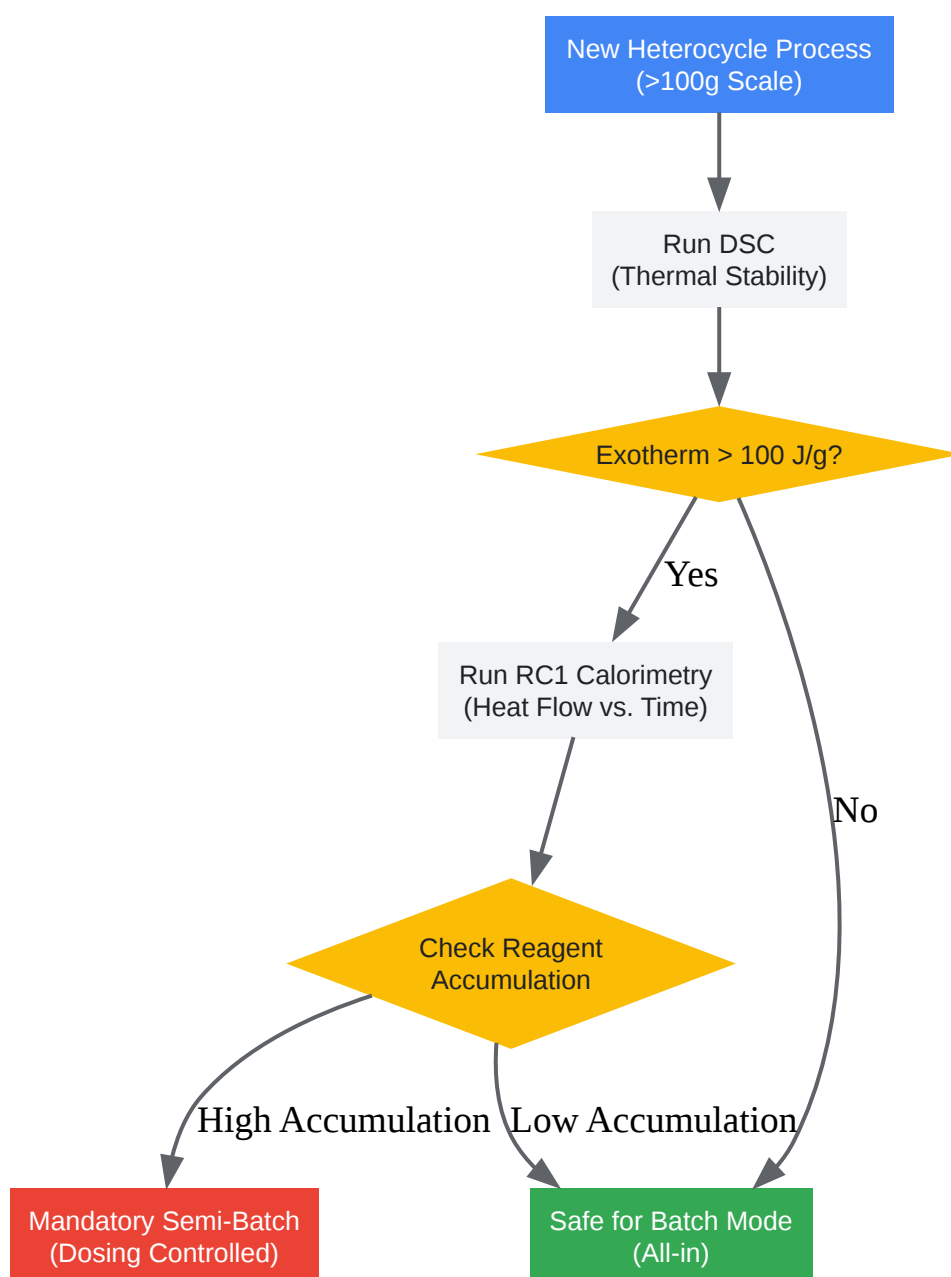 New Heterocycle Process
(>100g Scale)
Run DSC
(Thermal Stability)
Exotherm > 100 J/g?
Yes
Run RC1 Calorimetry
(Heat Flow vs. Time)
No
Check Reagent
Accumulation
High Accumulation
Low Accumulation
Mandatory Semi-Batch
(Dosing Controlled)
Safe for Batch Mode
(All-in)